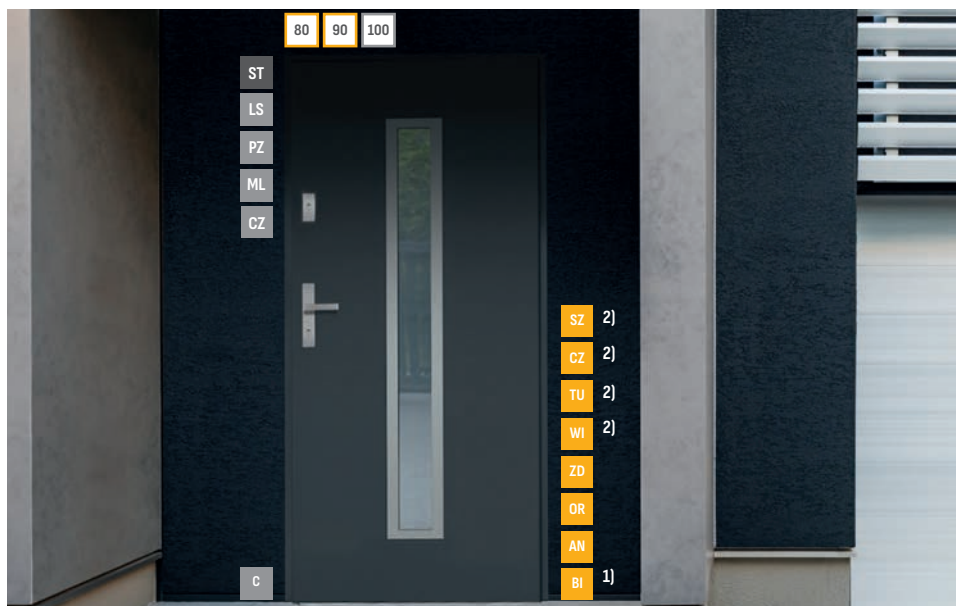 80 90 100
ST
LS
PZ
ML
CZ
SZ 2)
CZ 2)
TU 2)
WI 2)
ZD
OR
AN
BI 1)
C